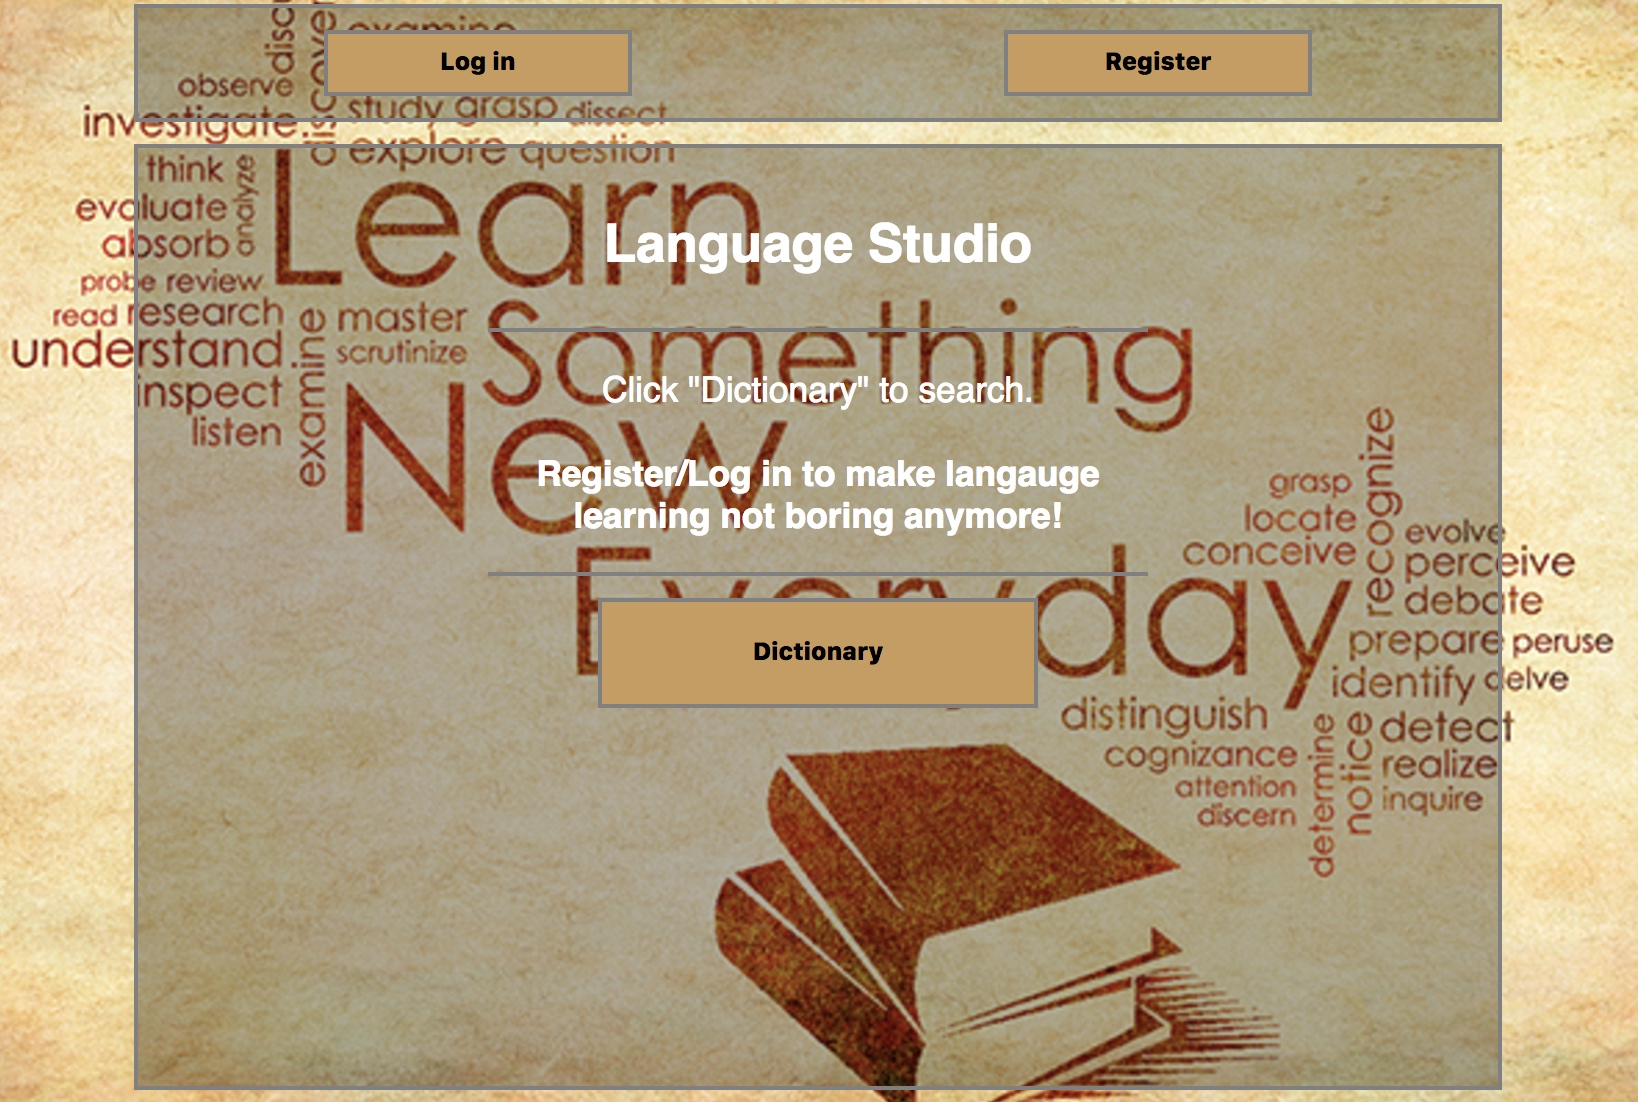 disc
discover
examine
Log in
Register
observe
investigate
study grasp dissect
explore question
think
evaluate
analyze
absorb
probe review
read research
understand
inspect
listen
examine
master
scrutinize
Learn
Language Studio
Something
Click "Dictionary" to search.
New
Register/Log in to make langauge
learning not boring anymore!
Everyday
Dictionary
grasp
locate
conceive
recognize
evolve
perceive
debate
prepare peruse
identify delve
distinguish
detect
cognizance
realize
attention
inquire
discern
determine
notice